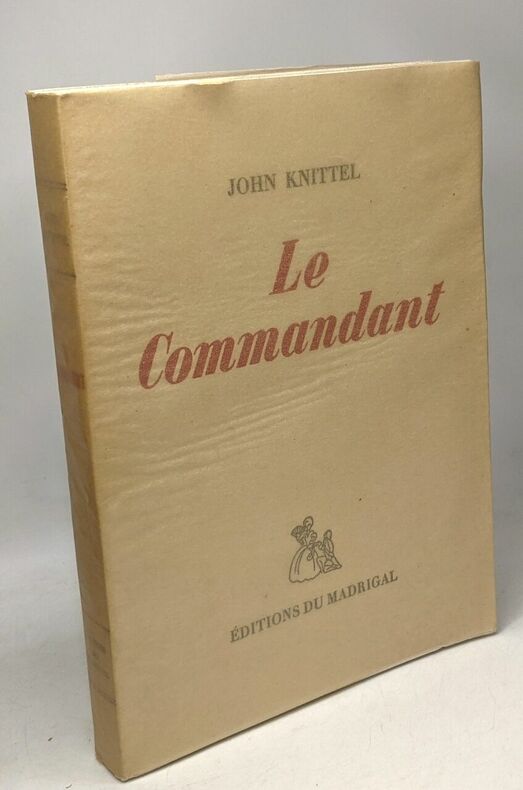 JOHN KNITTEL
Le
Commandant
ÉDITIONS DU MADRIGAL